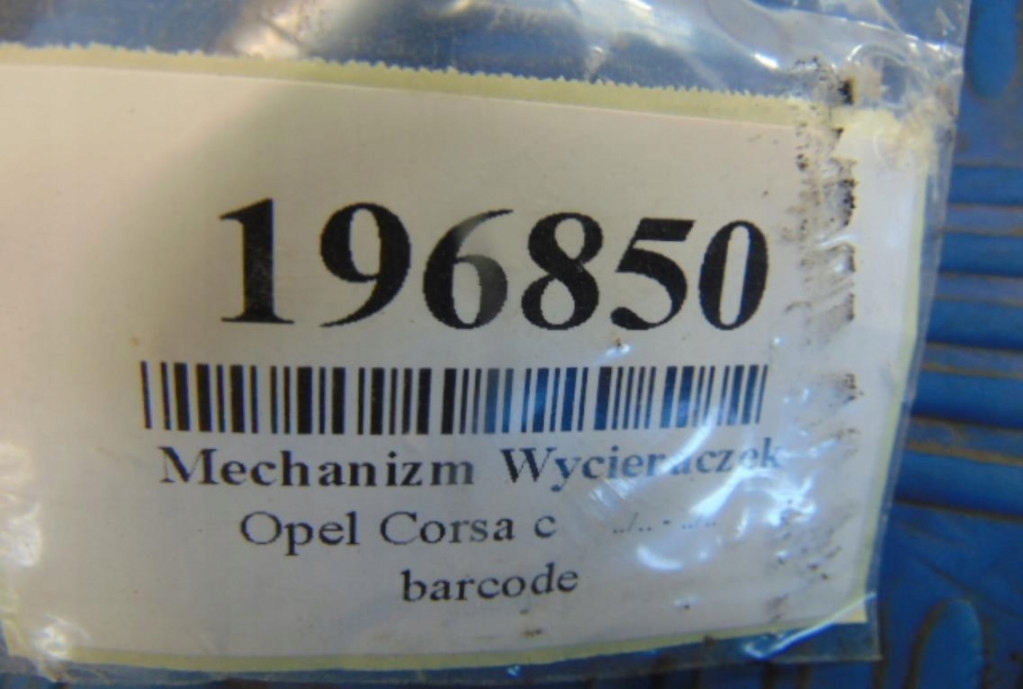 196850
Mechanizm Wycieraczek
Opel Corsa c ../.. - ../..
barcode